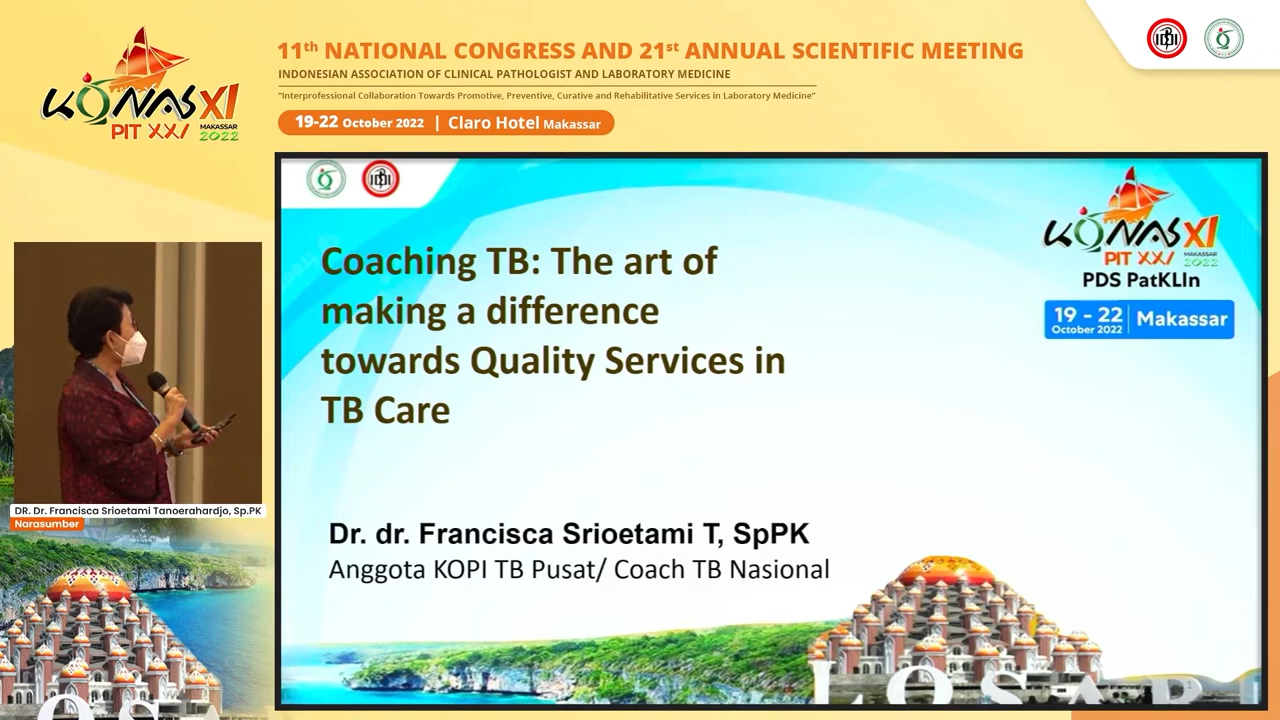 11th NATIONAL CONGRESS AND 21st ANNUAL SCIENTIFIC MEETING
INDONESIAN ASSOCIATION OF CLINICAL PATHOLOGIST AND LABORATORY MEDICINE
"Interprofessional Collaboration Towards Promotive, Preventive, Curative and Rehabilitative Services in Laboratory Medicine"
19-22 October 2022 | Claro Hotel Makassar
KONAS XI
PIT XXI
MAKASSAR
2022
KONAS XI
PIT XXI
MAKASSAR
2022
PDS PatKLIn
19 - 22
October 2022
Makassar
Coaching TB: The art of
making a difference
towards Quality Services in
TB Care
Dr. dr. Francisca Srioetami T, SpPK
Anggota KOPI TB Pusat/ Coach TB Nasional
DR. Dr. Francisca Srioetami Tanoerahardjo, Sp.PK
Narasumber